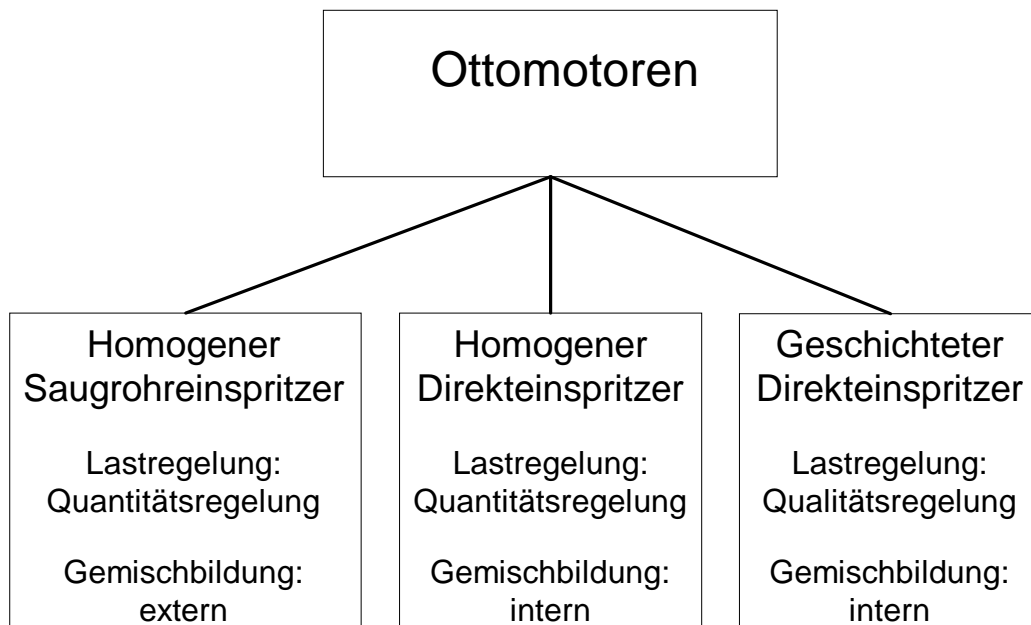 Ottomotoren
Homogener
Saugrohreinspritzer
Lastregelung:
Quantitätsregelung
Gemischbildung:
extern
Homogener
Direkteinspritzer
Lastregelung:
Quantitätsregelung
Gemischbildung:
intern
Geschichteter
Direkteinspritzer
Lastregelung:
Qualitätsregelung
Gemischbildung:
intern